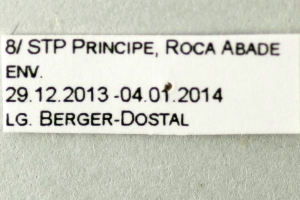 8/ STP PRINCIPE, ROCA ABADE
ENV.
29.12.2013 -04.01.2014
LG. BERGER-DOSTAL